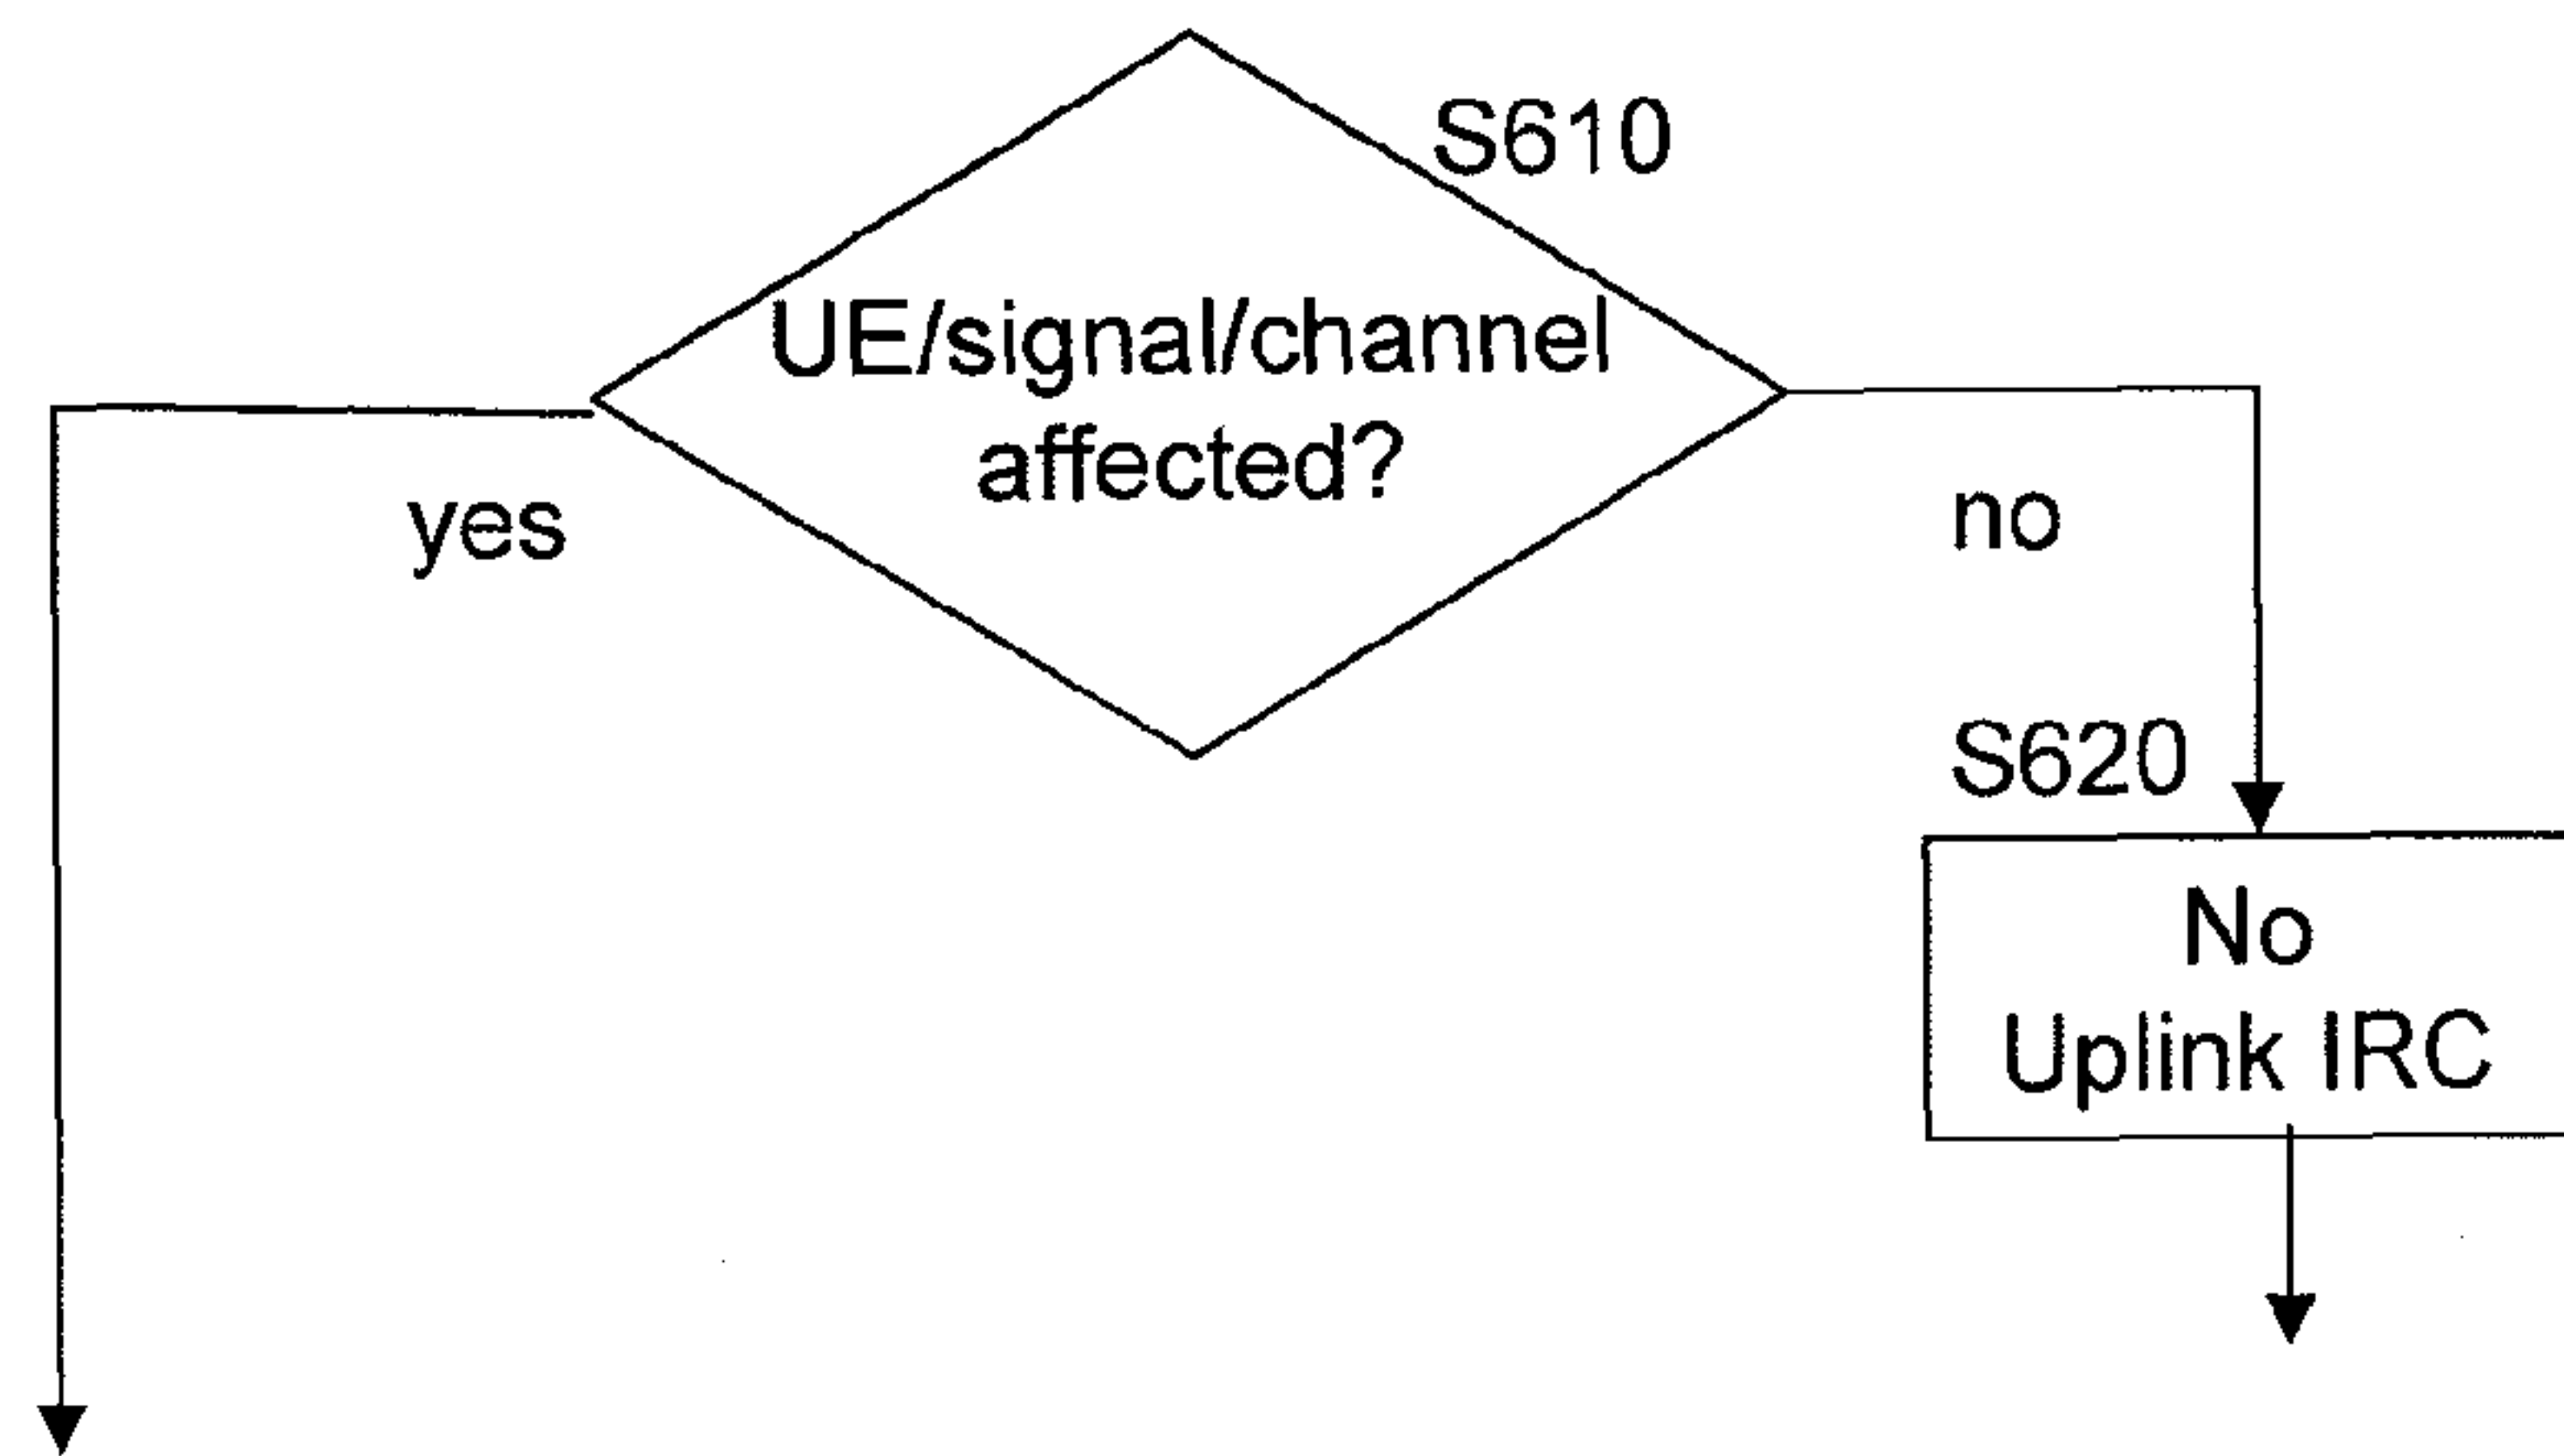 S610
UE/signal/channel
affected?
yes
no
S620
No
Uplink IRC